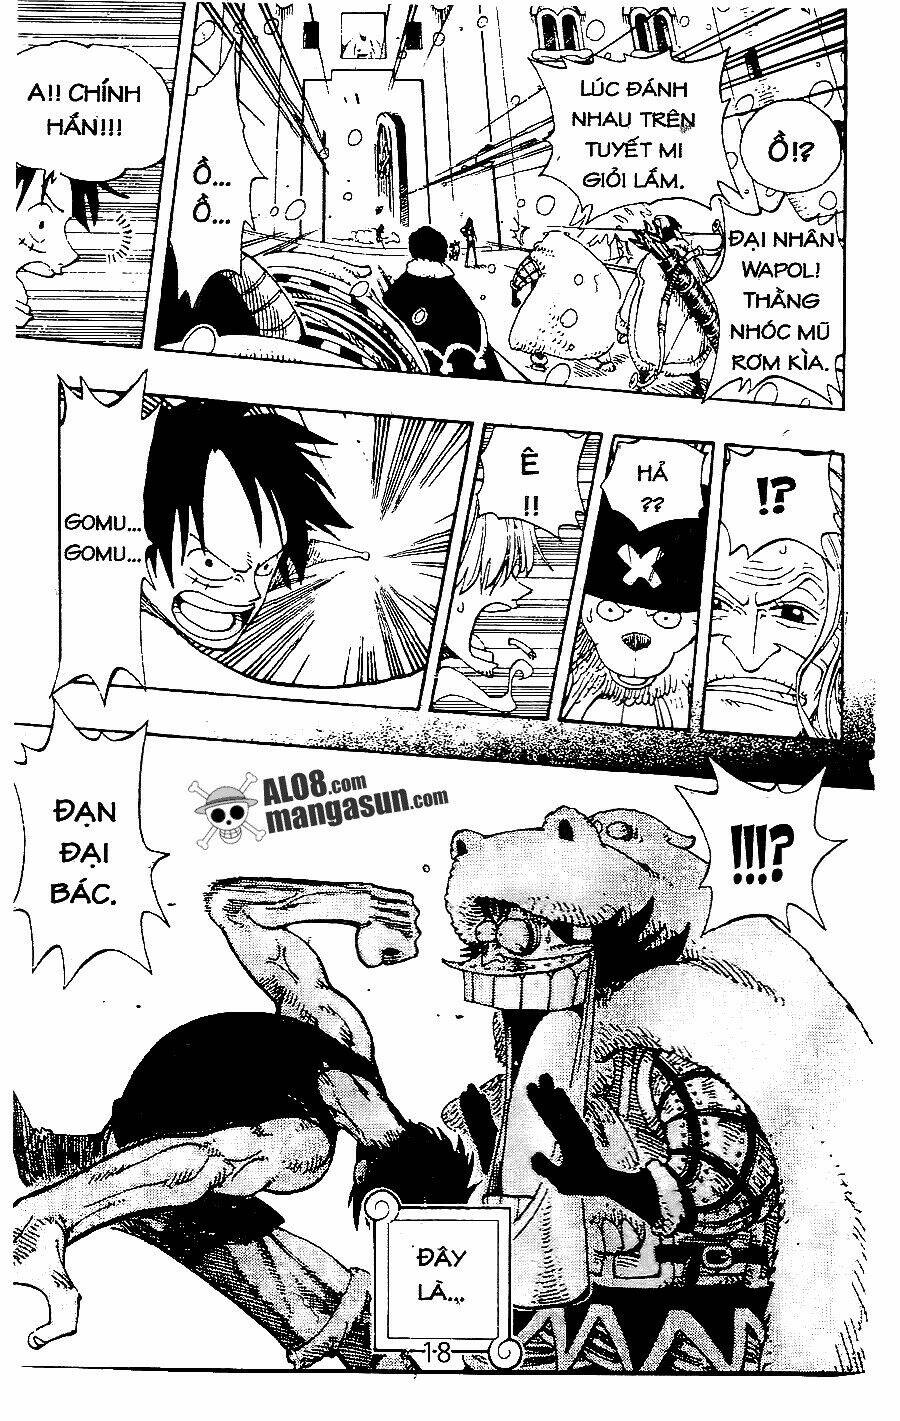 Ồ!?
LÚC ĐÁNH
NHAU TRÊN
TUYẾT MI
GIỎI LẮM.
ĐẠI NHÂN
WAPOL!
THẰNG
NHÓC MŨ
RƠM KÌA.
Ồ...
Ồ...
A!! CHÍNH
HẮN!!!
!?
HẢ
??
Ê
!!
GOMU...
GOMU...
!!!?
ĐẠN
ĐẠI
BÁC.
ALO8.com
mangasun.com
ĐÂY
LÀ...
18